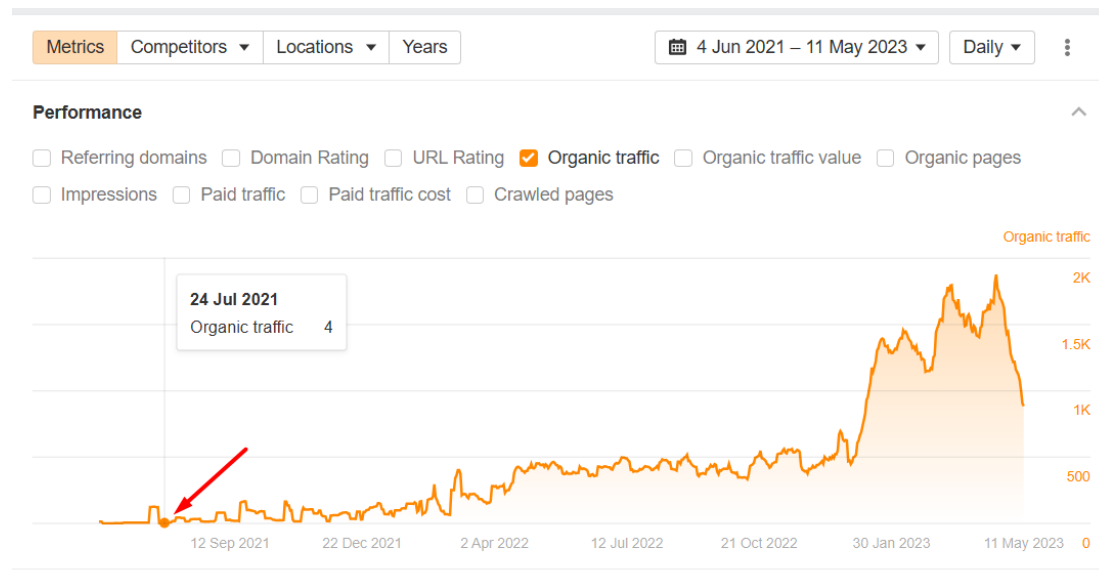 Metrics Competitors Locations Years 4 Jun 2021 – 11 May 2023 Daily
Performance
Referring domains Domain Rating URL Rating Organic traffic Organic traffic value Organic pages
Impressions Paid traffic Paid traffic cost Crawled pages
Organic traffic
2K
24 Jul 2021
Organic traffic 4
1.5K
1K
500
12 Sep 2021 22 Dec 2021 2 Apr 2022 12 Jul 2022 21 Oct 2022 30 Jan 2023 11 May 2023 0